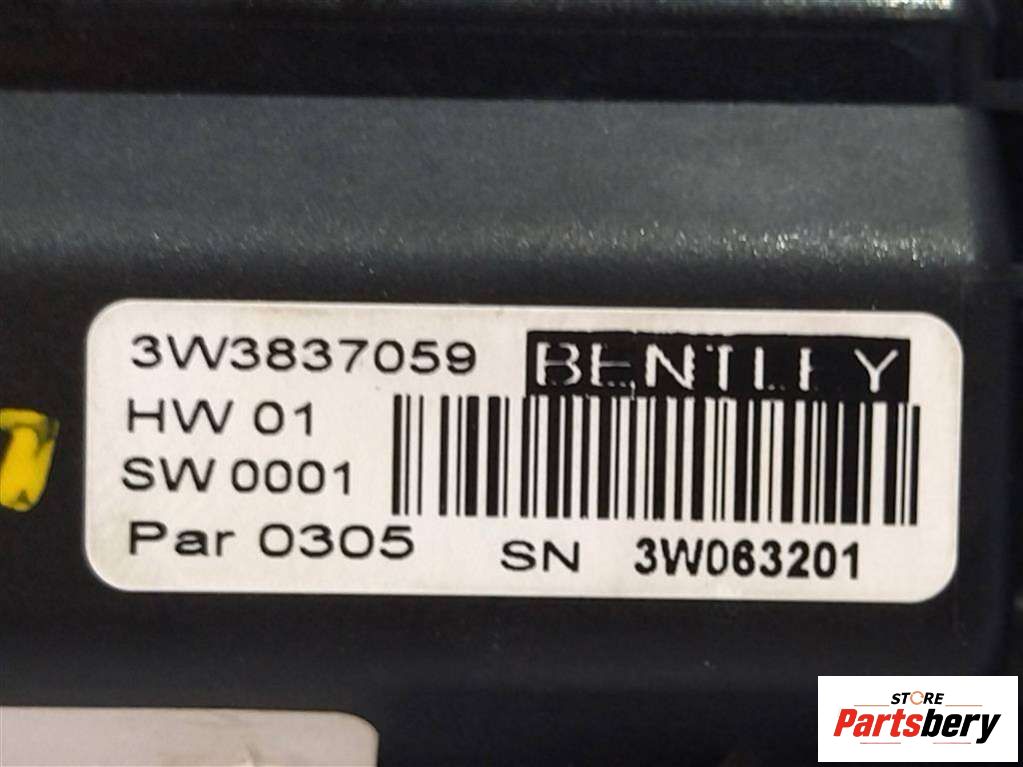 3W3837059 BENTLEY
HW 01
SW 0001
Par 0305
SN 3W063201
STORE
Partsbery